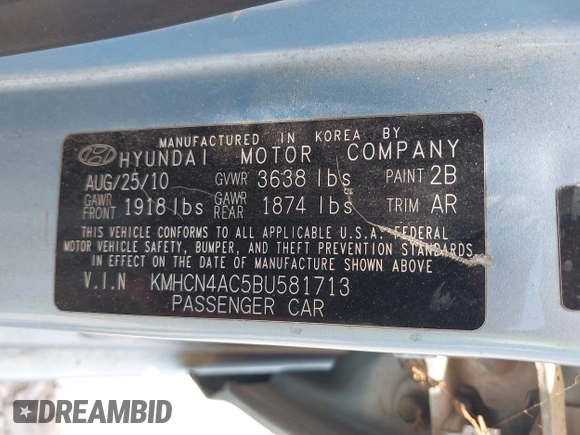 MANUFACTURED IN KOREA BY
HYUNDAI MOTOR COMPANY
AUG/25/10 GVWR 3638 lbs PAINT 2B
GAWR FRONT 1918 lbs GAWR REAR 1874 lbs TRIM AR
THIS VEHICLE CONFORMS TO ALL APPLICABLE U.S.A. FEDERAL
MOTOR VEHICLE SAFETY, BUMPER, AND THEFT PREVENTION STANDARDS
IN EFFECT ON THE DATE OF MANUFACTURE SHOWN ABOVE
V.I.N KMHCN4AC5BU581713
PASSENGER CAR
DREAMBID